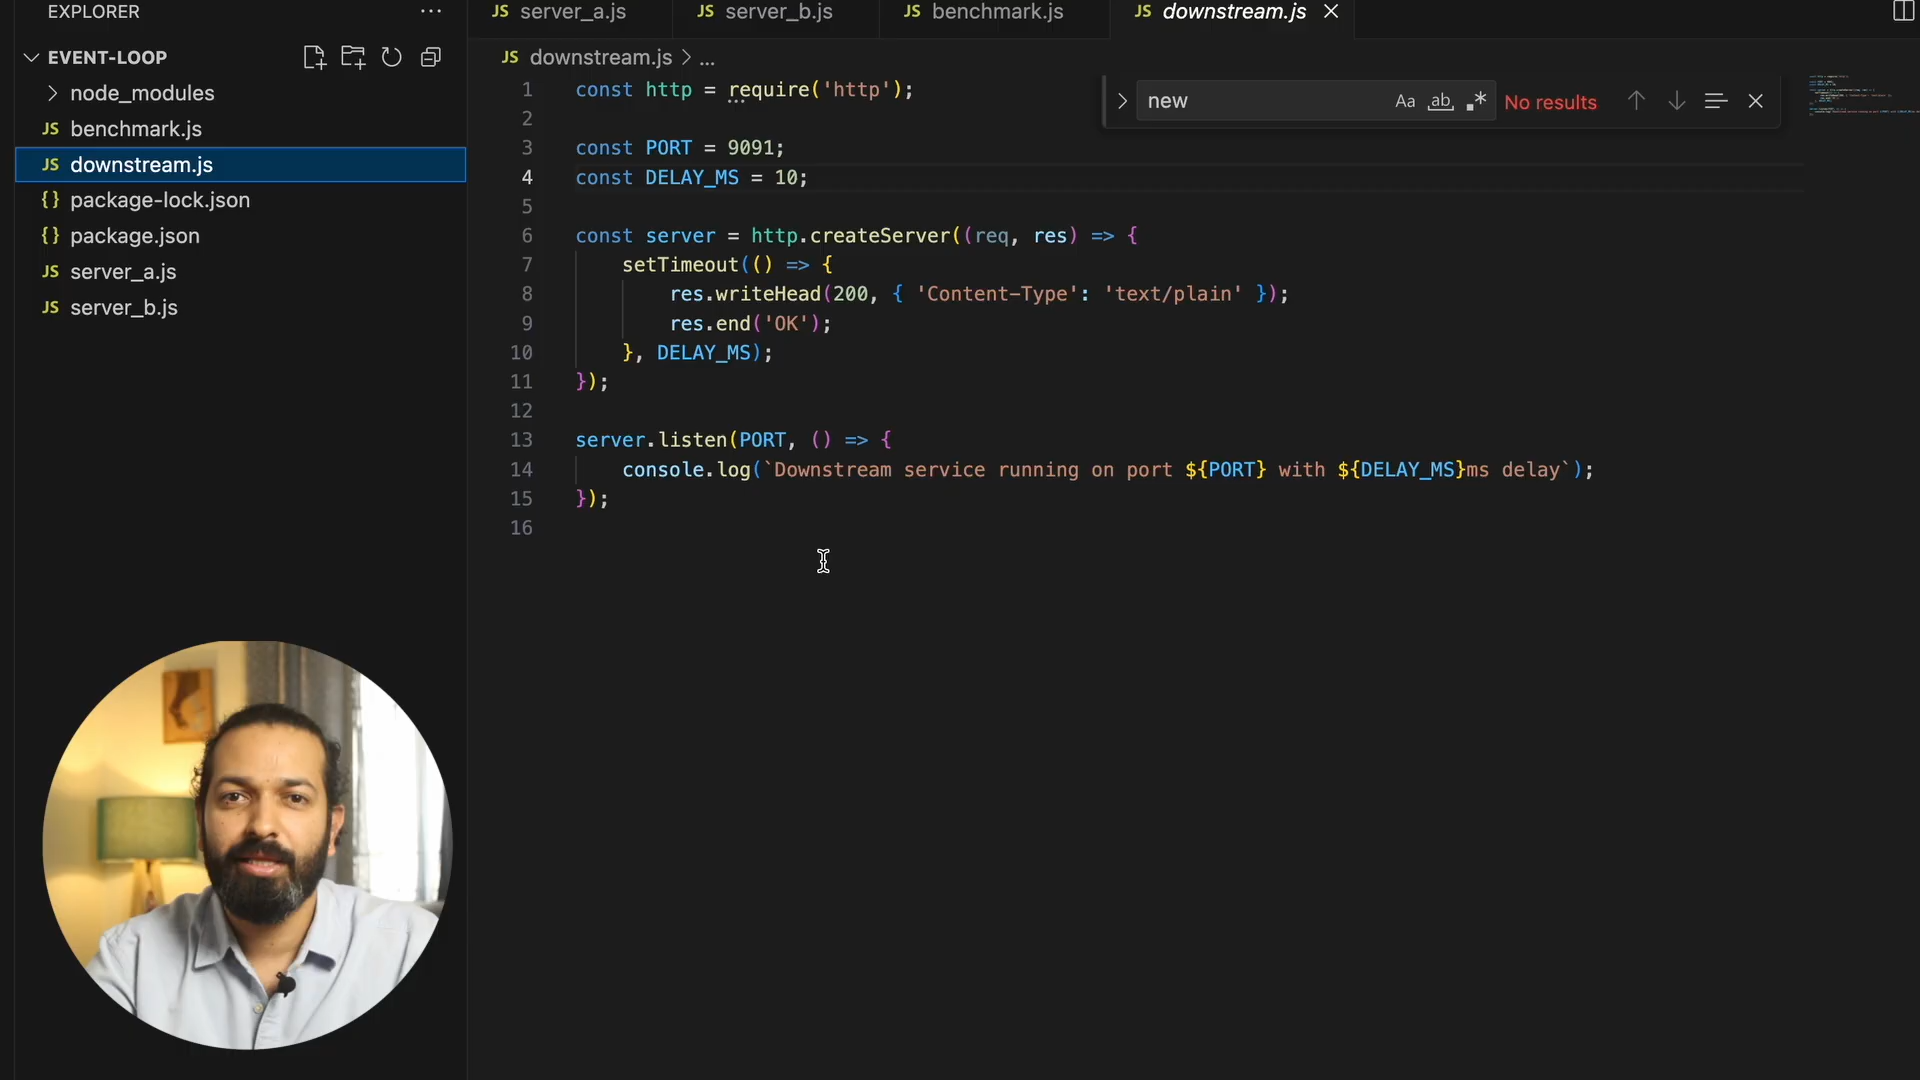 EXPLORER
EVENT-LOOP
node_modules
JS benchmark.js
JS downstream.js
{} package-lock.json
{} package.json
JS server_a.js
JS server_b.js
JS server_a.js
JS server_b.js
JS benchmark.js
JS downstream.js
JS downstream.js > ...
new
Aa
ab
.*
No results
1 const http = require('http');
2
3 const PORT = 9091;
4 const DELAY_MS = 10;
5
6 const server = http.createServer((req, res) => {
7 setTimeout(() => {
8 res.writeHead(200, { 'Content-Type': 'text/plain' });
9 res.end('OK');
10 }, DELAY_MS);
11 });
12
13 server.listen(PORT, () => {
14 console.log(`Downstream service running on port ${PORT} with ${DELAY_MS}ms delay`);
15 });
16